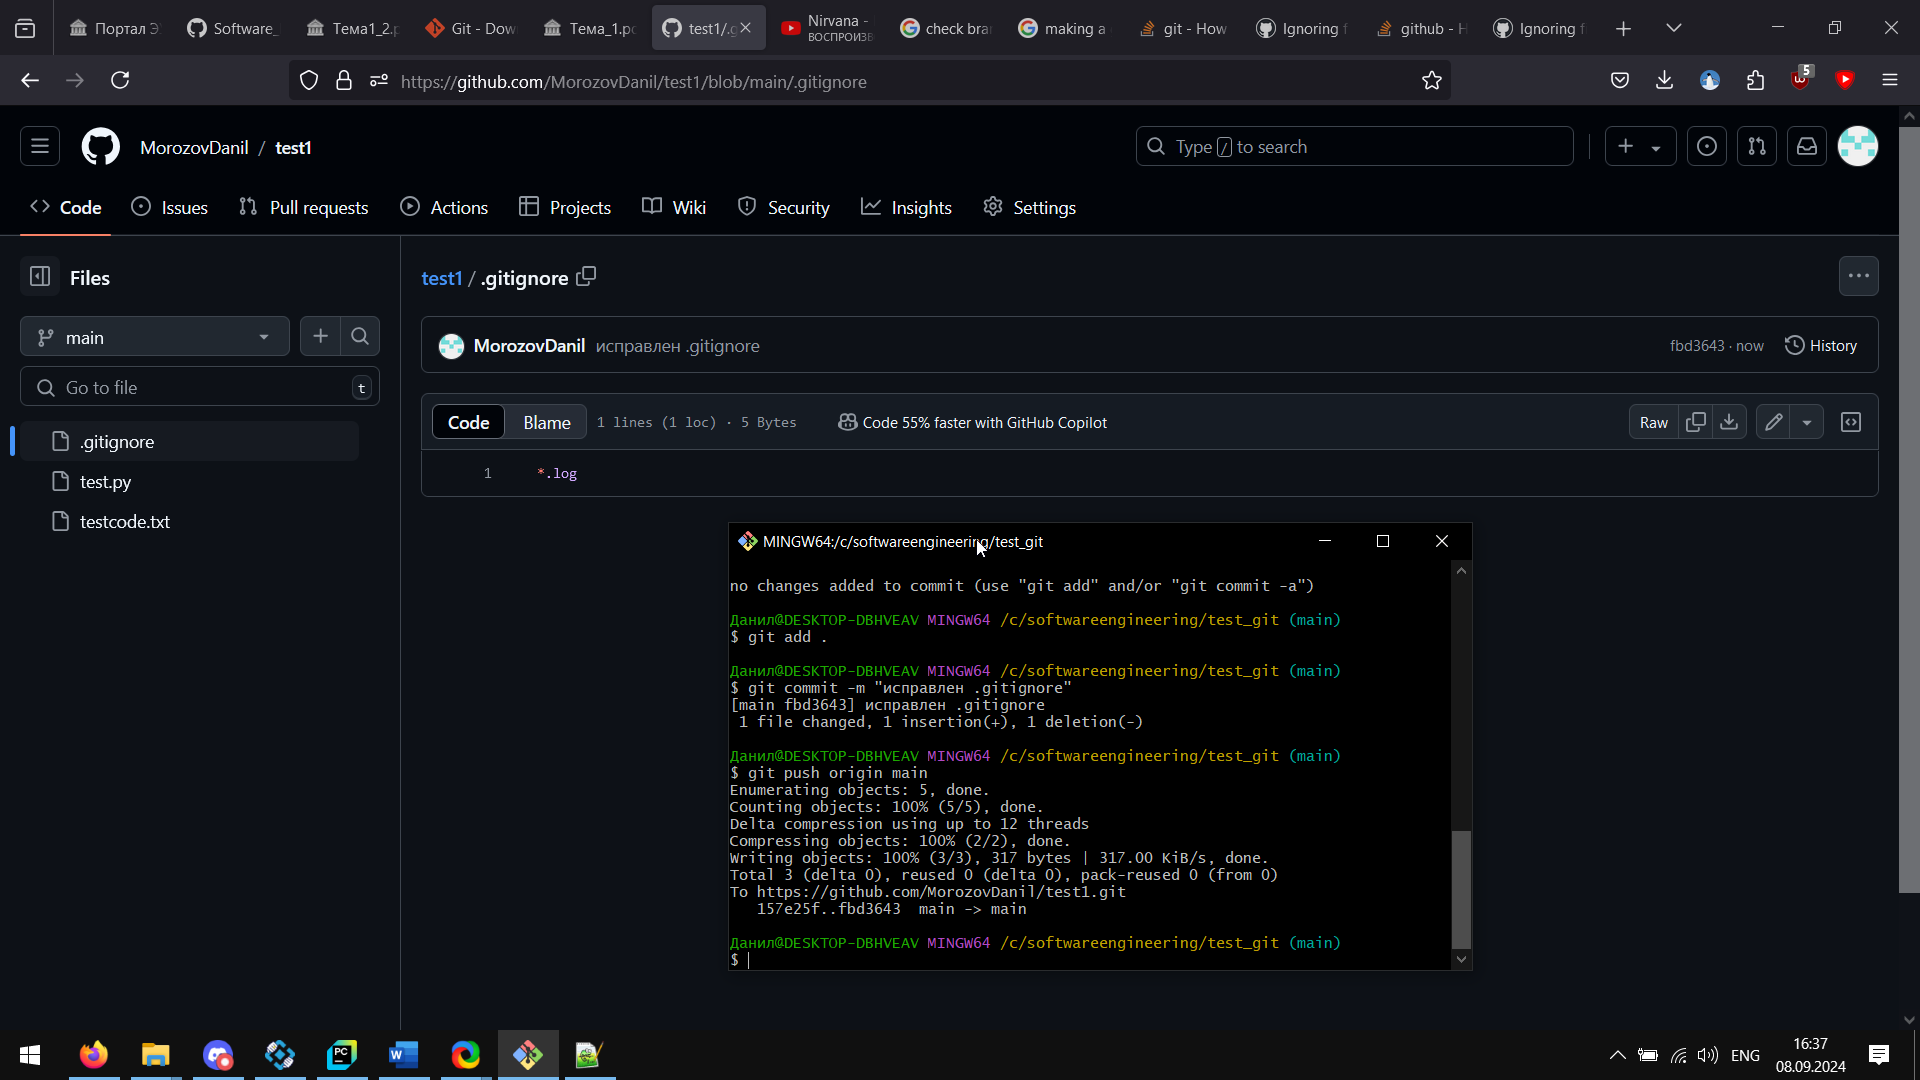 Портал Э
Software_
Тема1_2.p
Git - Dow
Тема_1.pc
test1/.g
Nirvana -
ВОСПРОИЗВ
check bra
making a
git - How
Ignoring f
github - H
Ignoring f
https://github.com/MorozovDanil/test1/blob/main/.gitignore
5
MorozovDanil / test1
Type / to search
Code
Issues
Pull requests
Actions
Projects
Wiki
Security
Insights
Settings
Files
main
Go to file
t
.gitignore
test.py
testcode.txt
test1 / .gitignore
MorozovDanil исправлен .gitignore
fbd3643 · now
History
Code
Blame
1 lines (1 loc) · 5 Bytes
Code 55% faster with GitHub Copilot
Raw
1 *.log
MINGW64:/c/softwareengineering/test_git
no changes added to commit (use "git add" and/or "git commit -a")
Данил@DESKTOP-DBHVEAV MINGW64 /c/softwareengineering/test_git (main)
$ git add .
Данил@DESKTOP-DBHVEAV MINGW64 /c/softwareengineering/test_git (main)
$ git commit -m "исправлен .gitignore"
[main fbd3643] исправлен .gitignore
1 file changed, 1 insertion(+), 1 deletion(-)
Данил@DESKTOP-DBHVEAV MINGW64 /c/softwareengineering/test_git (main)
$ git push origin main
Enumerating objects: 5, done.
Counting objects: 100% (5/5), done.
Delta compression using up to 12 threads
Compressing objects: 100% (2/2), done.
Writing objects: 100% (3/3), 317 bytes | 317.00 KiB/s, done.
Total 3 (delta 0), reused 0 (delta 0), pack-reused 0 (from 0)
To https://github.com/MorozovDanil/test1.git
157e25f..fbd3643 main -> main
Данил@DESKTOP-DBHVEAV MINGW64 /c/softwareengineering/test_git (main)
$
PC
W
ENG
16:37
08.09.2024